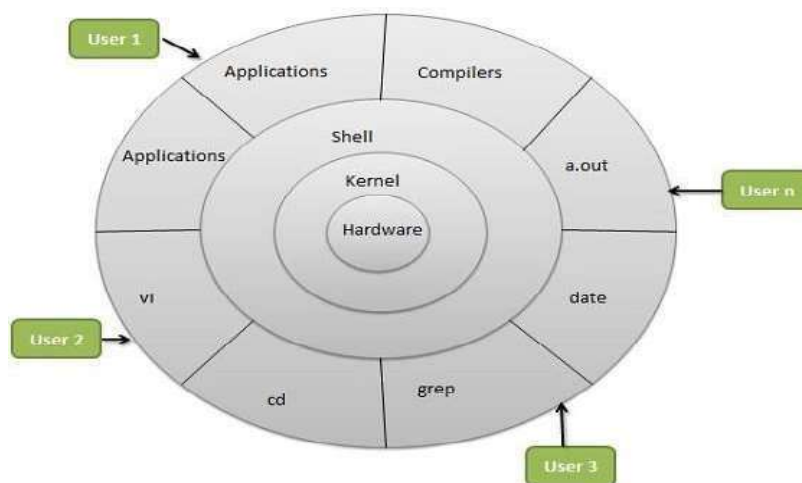 User 1
Applications
Compilers
Shell
Applications
a.out
Kernel
User n
Hardware
vi
date
User 2
cd
grep
User 3